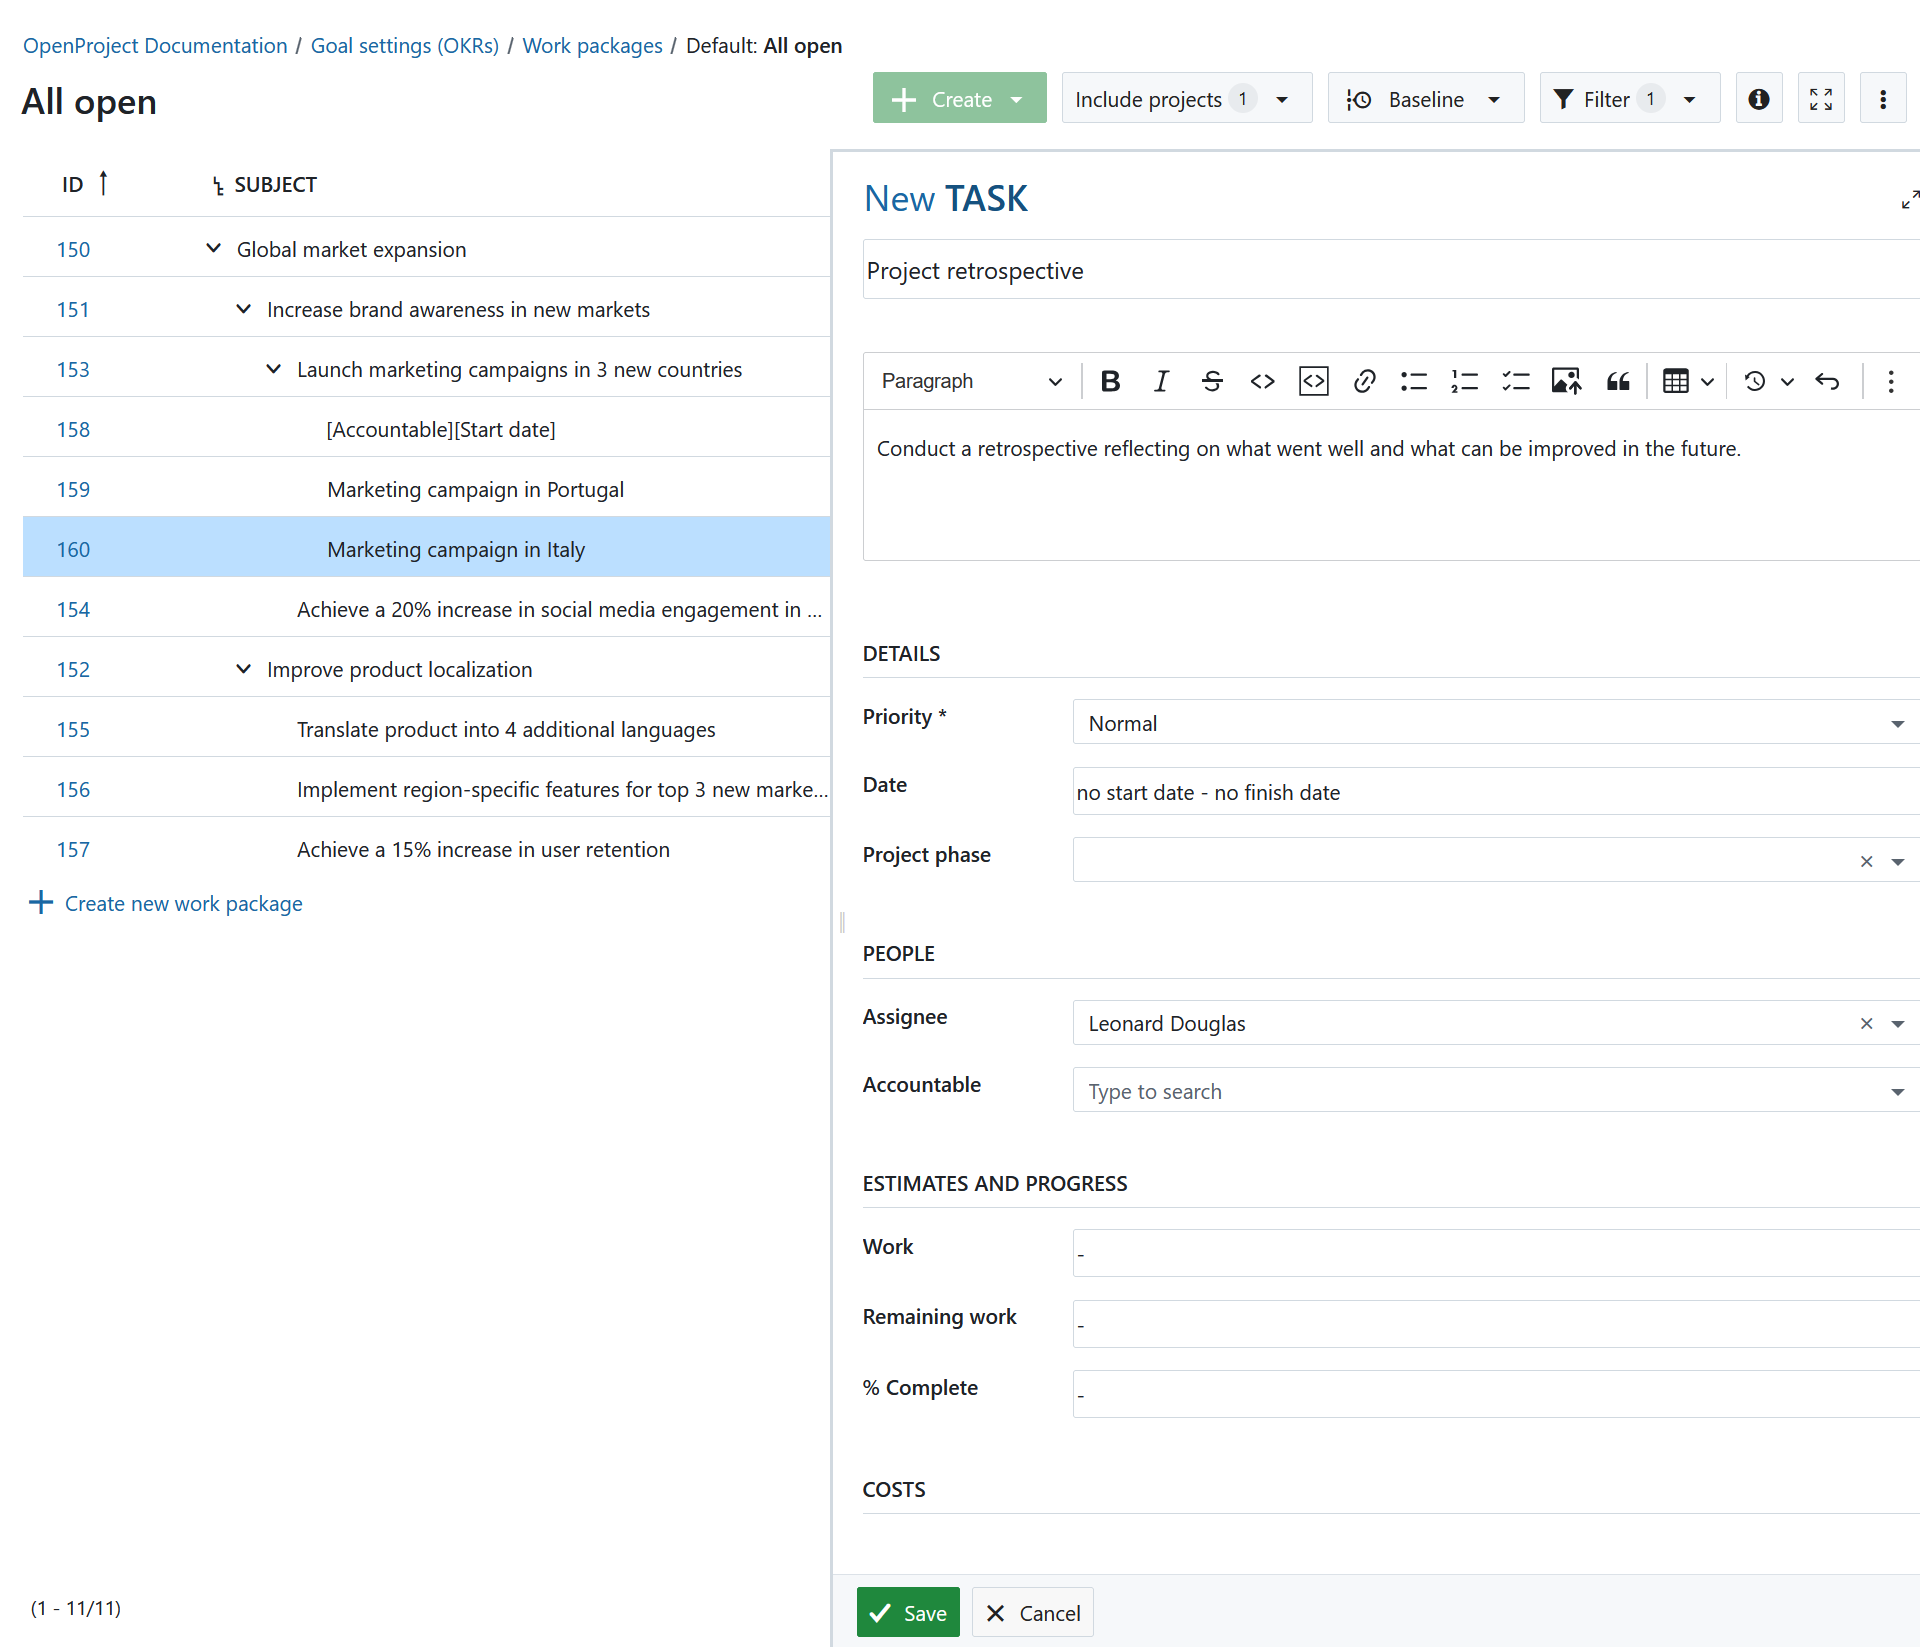 OpenProject Documentation / Goal settings (OKRs) / Work packages / Default: All open
All open
Create
Include projects 1
Baseline
Filter 1
ID SUBJECT
150 Global market expansion
151 Increase brand awareness in new markets
153 Launch marketing campaigns in 3 new countries
158 [Accountable][Start date]
159 Marketing campaign in Portugal
160 Marketing campaign in Italy
154 Achieve a 20% increase in social media engagement in ...
152 Improve product localization
155 Translate product into 4 additional languages
156 Implement region-specific features for top 3 new marke...
157 Achieve a 15% increase in user retention
Create new work package
(1 - 11/11)
New TASK
Project retrospective
Paragraph
Conduct a retrospective reflecting on what went well and what can be improved in the future.
DETAILS
Priority * Normal
Date no start date - no finish date
Project phase
PEOPLE
Assignee Leonard Douglas
Accountable Type to search
ESTIMATES AND PROGRESS
Work -
Remaining work -
% Complete -
COSTS
Save Cancel